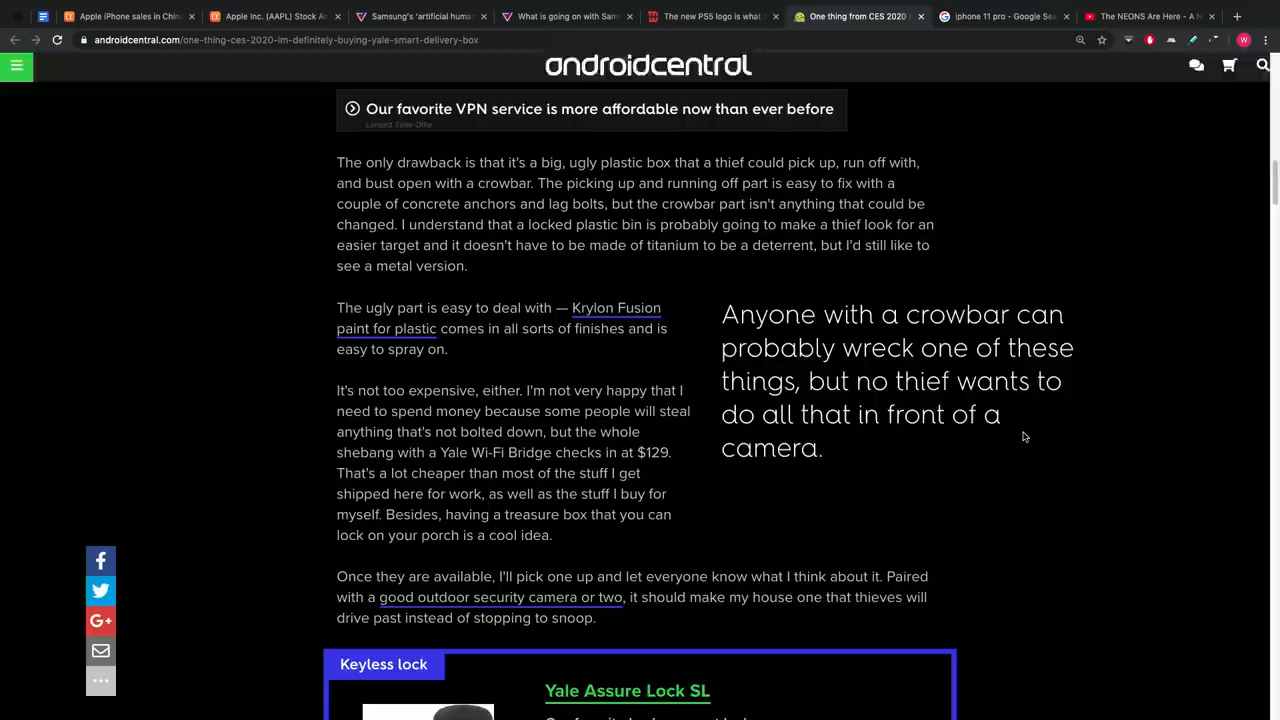 Apple iPhone sales in China
Apple Inc. (AAPL) Stock An
Samsung's 'artificial human
What is going on with Sam
The new PS5 logo is what
One thing from CES 2020 I
iphone 11 pro - Google Sea
The NEONS Are Here - A N
androidcentral.com/one-thing-ces-2020-im-definitely-buying-yale-smart-delivery-box
W
androidcentral
Our favorite VPN service is more affordable now than ever before
Limited Time Offer
The only drawback is that it's a big, ugly plastic box that a thief could pick up, run off with,
and bust open with a crowbar. The picking up and running off part is easy to fix with a
couple of concrete anchors and lag bolts, but the crowbar part isn't anything that could be
changed. I understand that a locked plastic bin is probably going to make a thief look for an
easier target and it doesn't have to be made of titanium to be a deterrent, but I'd still like to
see a metal version.
The ugly part is easy to deal with — Krylon Fusion
paint for plastic comes in all sorts of finishes and is
easy to spray on.
It's not too expensive, either. I'm not very happy that I
need to spend money because some people will steal
anything that's not bolted down, but the whole
shebang with a Yale Wi-Fi Bridge checks in at $129.
That's a lot cheaper than most of the stuff I get
shipped here for work, as well as the stuff I buy for
myself. Besides, having a treasure box that you can
lock on your porch is a cool idea.
Anyone with a crowbar can
probably wreck one of these
things, but no thief wants to
do all that in front of a
camera.
Once they are available, I'll pick one up and let everyone know what I think about it. Paired
with a good outdoor security camera or two, it should make my house one that thieves will
drive past instead of stopping to snoop.
Keyless lock
Yale Assure Lock SL